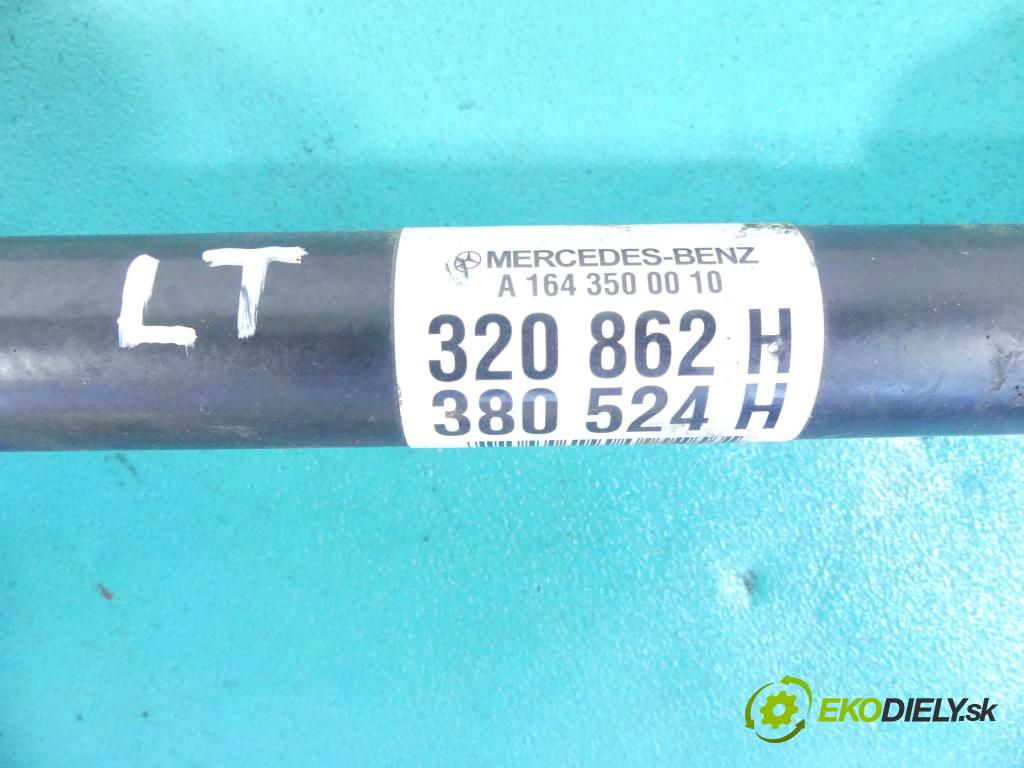 LT
MERCEDES-BENZ
A 164 350 00 10
320 862 H
380 524 H
EKODIELY.sk